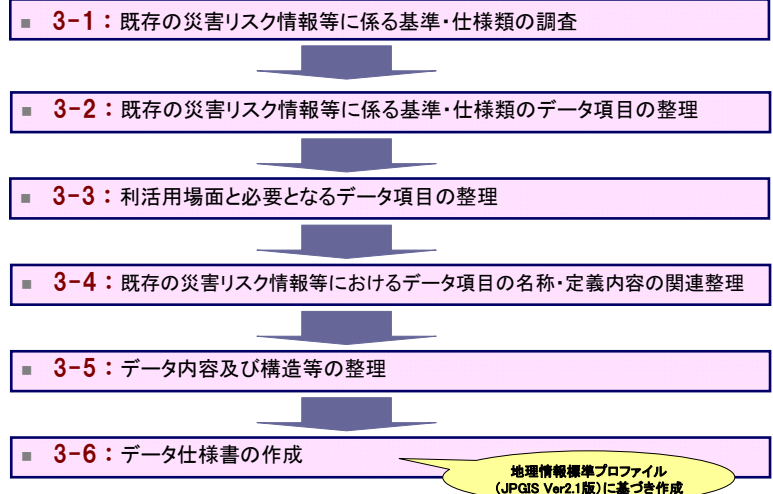 ■ 3-1：既存の災害リスク情報等に係る基準・仕様類の調査
■ 3-2：既存の災害リスク情報等に係る基準・仕様類のデータ項目の整理
■ 3-3：利活用場面と必要となるデータ項目の整理
■ 3-4：既存の災害リスク情報等におけるデータ項目の名称・定義内容の関連整理
■ 3-5：データ内容及び構造等の整理
■ 3-6：データ仕様書の作成
地理情報標準プロファイル
（JPGIS Ver2.1版）に基づき作成